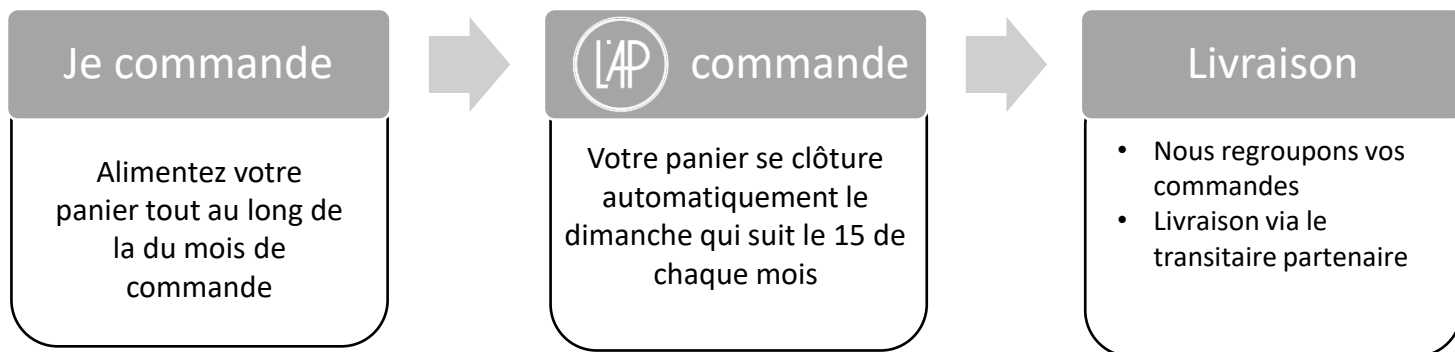 Je commande
L'AP commande
Livraison
Alimentez votre
panier tout au long de
la du mois de
commande
Votre panier se clôture
automatiquement le
dimanche qui suit le 15 de
chaque mois
• Nous regroupons vos
commandes
• Livraison via le
transitaire partenaire